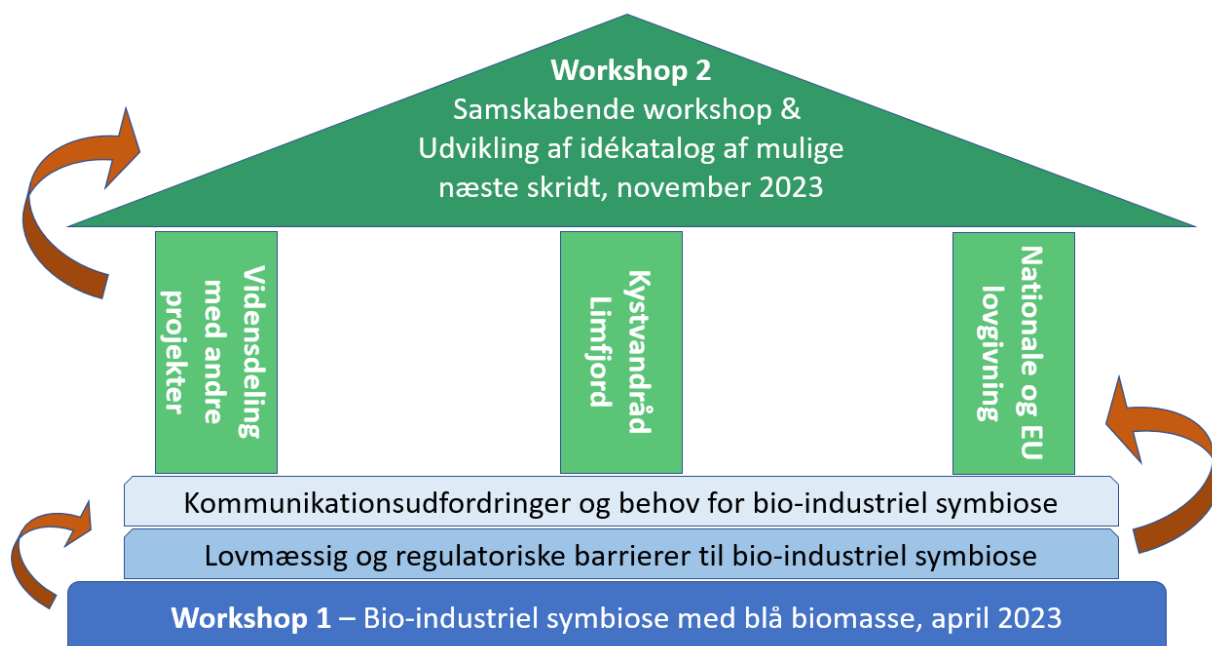 Workshop 2
Samskabende workshop &
Udvikling af idékatalog af mulige
næste skridt, november 2023
Vidensdeling
med andre
projekter
Kystvandråd
Limfjord
Nationale og EU
lovgivning
Kommunikationsudfordringer og behov for bio-industriel symbiose
Lovmæssig og regulatoriske barrierer til bio-industriel symbiose
Workshop 1 – Bio-industriel symbiose med blå biomasse, april 2023